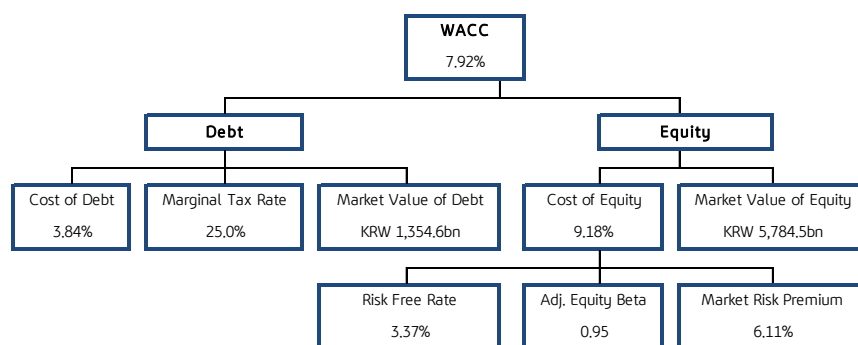 WACC
7.92%
Debt
Equity
Cost of Debt
3.84%
Marginal Tax Rate
25.0%
Market Value of Debt
KRW 1,354.6bn
Cost of Equity
9.18%
Market Value of Equity
KRW 5,784.5bn
Risk Free Rate
3.37%
Adj. Equity Beta
0.95
Market Risk Premium
6.11%